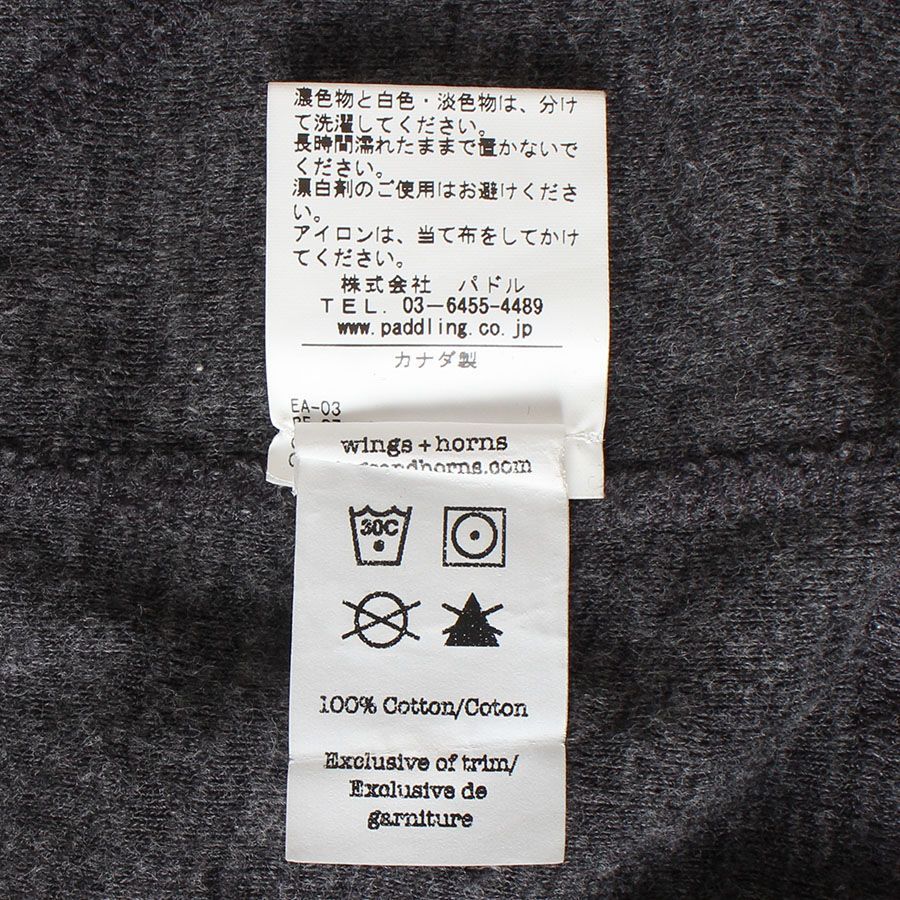 濃色物と白色・淡色物は、分け
て洗濯してください。
長時間濡れたままで置かないで
ください。
漂白剤のご使用はお避けくださ
い。
アイロンは、当て布をしてかけ
てください。
株式会社 パドル
TEL. 03-6455-4489
www.paddling.co.jp
カナダ製
EA-03
wings+horns
30C
100% Cotton/Coton
Exclusive of trim/
Exclusive de
garniture